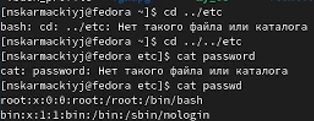 [nskarmackiyj@fedora ~]$ cd ../etc
bash: cd: ../etc: Нет такого файла или каталога
[nskarmackiyj@fedora ~]$ cd ../../etc
[nskarmackiyj@fedora etc]$ cat password
cat: password: Нет такого файла или каталога
[nskarmackiyj@fedora etc]$ cat passwd
root:x:0:0:root:/root:/bin/bash
bin:x:1:1:bin:/bin:/sbin/nologin